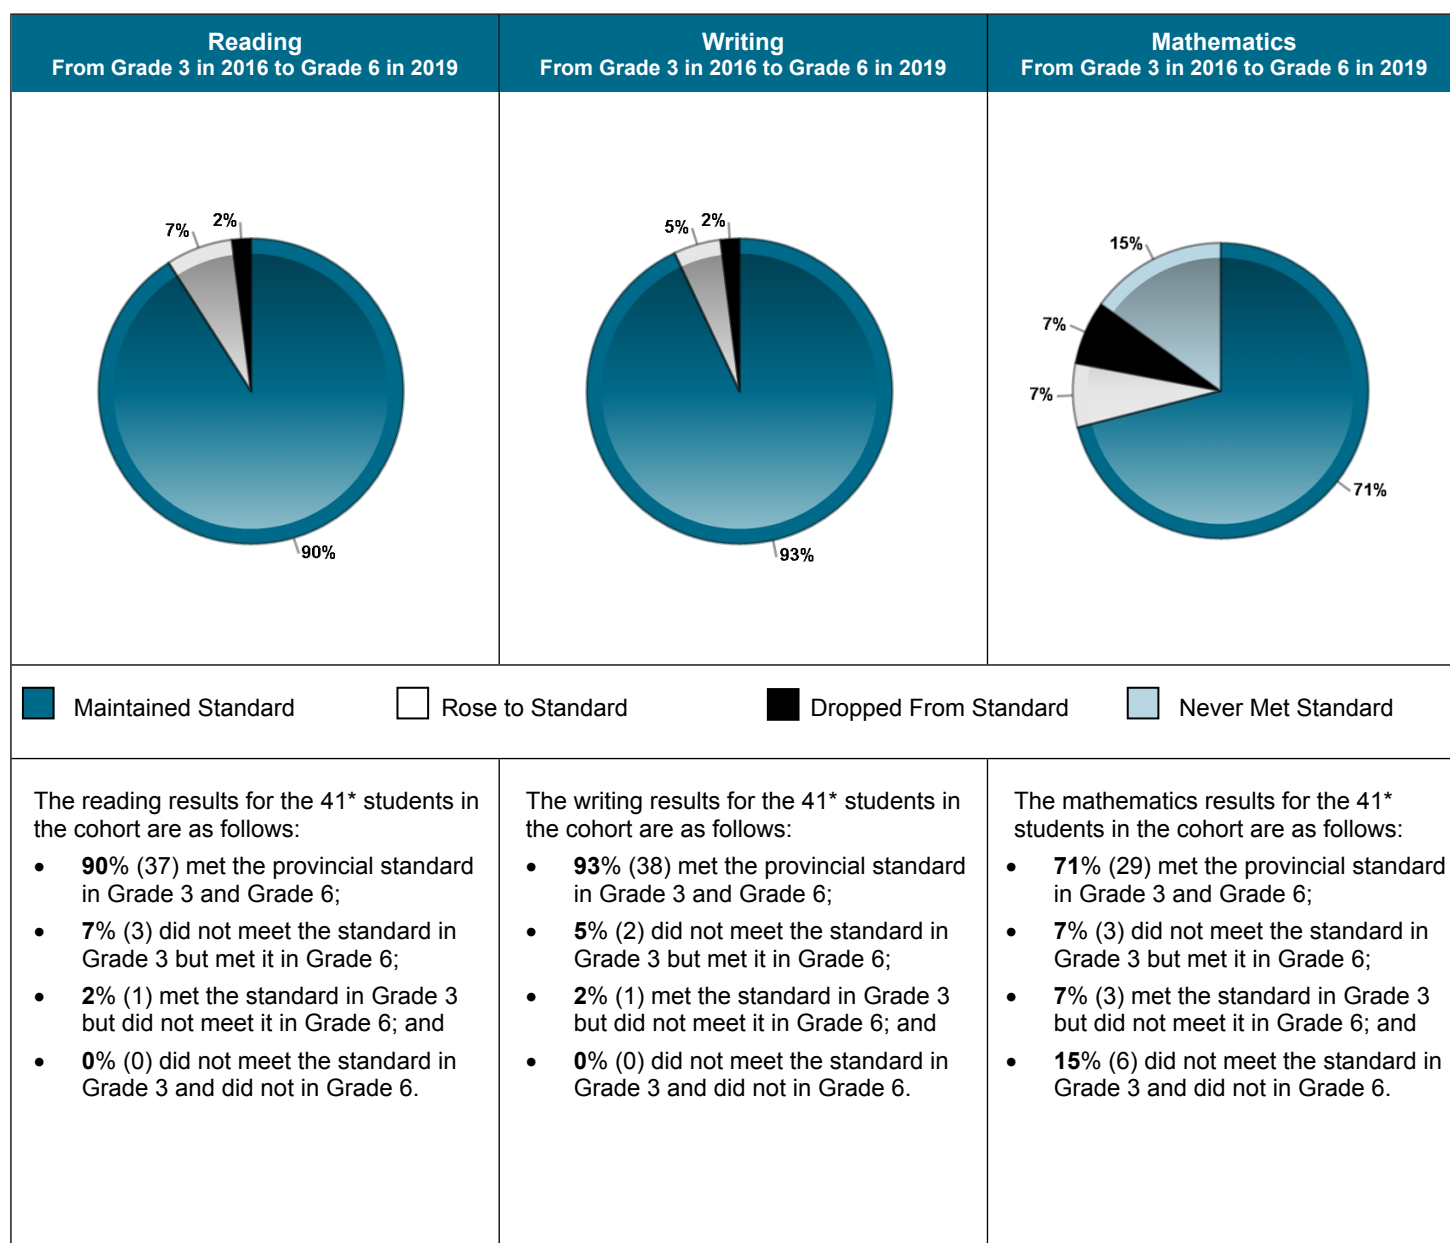 Reading
From Grade 3 in 2016 to Grade 6 in 2019
Writing
From Grade 3 in 2016 to Grade 6 in 2019
Mathematics
From Grade 3 in 2016 to Grade 6 in 2019
7%
2%
90%
5%
2%
93%
15%
7%
7%
71%
Maintained Standard
Rose to Standard
Dropped From Standard
Never Met Standard
The reading results for the 41* students in
the cohort are as follows:
• 90% (37) met the provincial standard
in Grade 3 and Grade 6;
• 7% (3) did not meet the standard in
Grade 3 but met it in Grade 6;
• 2% (1) met the standard in Grade 3
but did not meet it in Grade 6; and
• 0% (0) did not meet the standard in
Grade 3 and did not in Grade 6.
The writing results for the 41* students in
the cohort are as follows:
• 93% (38) met the provincial standard
in Grade 3 and Grade 6;
• 5% (2) did not meet the standard in
Grade 3 but met it in Grade 6;
• 2% (1) met the standard in Grade 3
but did not meet it in Grade 6; and
• 0% (0) did not meet the standard in
Grade 3 and did not in Grade 6.
The mathematics results for the 41*
students in the cohort are as follows:
• 71% (29) met the provincial standard
in Grade 3 and Grade 6;
• 7% (3) did not meet the standard in
Grade 3 but met it in Grade 6;
• 7% (3) met the standard in Grade 3
but did not meet it in Grade 6; and
• 15% (6) did not meet the standard in
Grade 3 and did not in Grade 6.